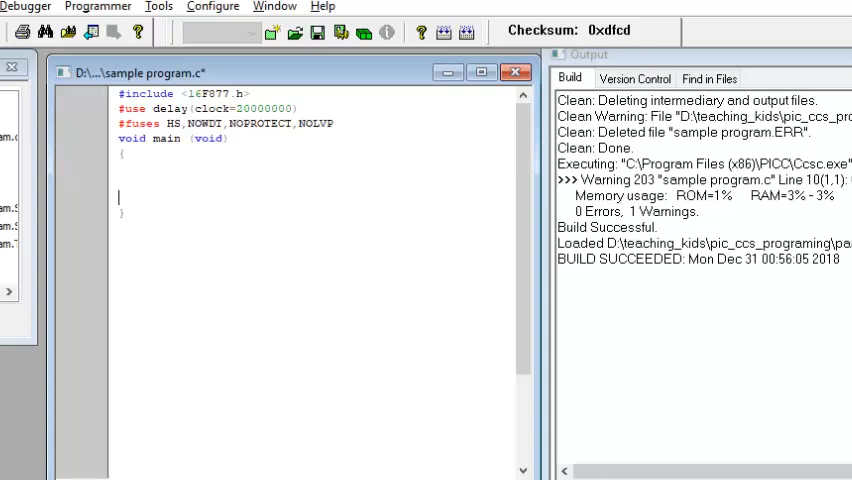 Debugger Programmer Tools Configure Window Help
Checksum: 0xdfcd
D:\...\sample program.c*
#include <16F877.h>
#use delay(clock=20000000)
#fuses HS,NOWDT,NOPROTECT,NOLVP
void main (void)
{
}
Output
Build Version Control Find in Files
Clean: Deleting intermediary and output files.
Clean Warning: File "D:\teaching_kids\pic_ccs_pro
Clean: Deleted file "sample program.ERR".
Clean: Done.
Executing: "C:\Program Files (x86)\PICC\Ccsc.exe"
>>> Warning 203 "sample program.c" Line 10(1,1):
Memory usage: ROM=1% RAM=3% - 3%
0 Errors, 1 Warnings.
Build Successful.
Loaded D:\teaching_kids\pic_ccs_programing\pa
BUILD SUCCEEDED: Mon Dec 31 00:56:05 2018